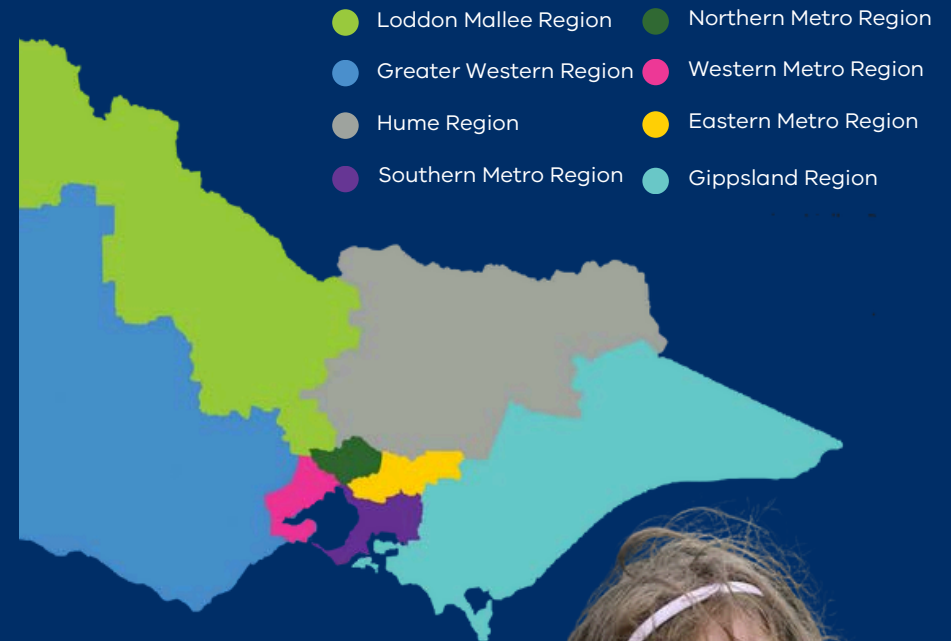 Loddon Mallee Region
Northern Metro Region
Greater Western Region
Western Metro Region
Hume Region
Eastern Metro Region
Southern Metro Region
Gippsland Region